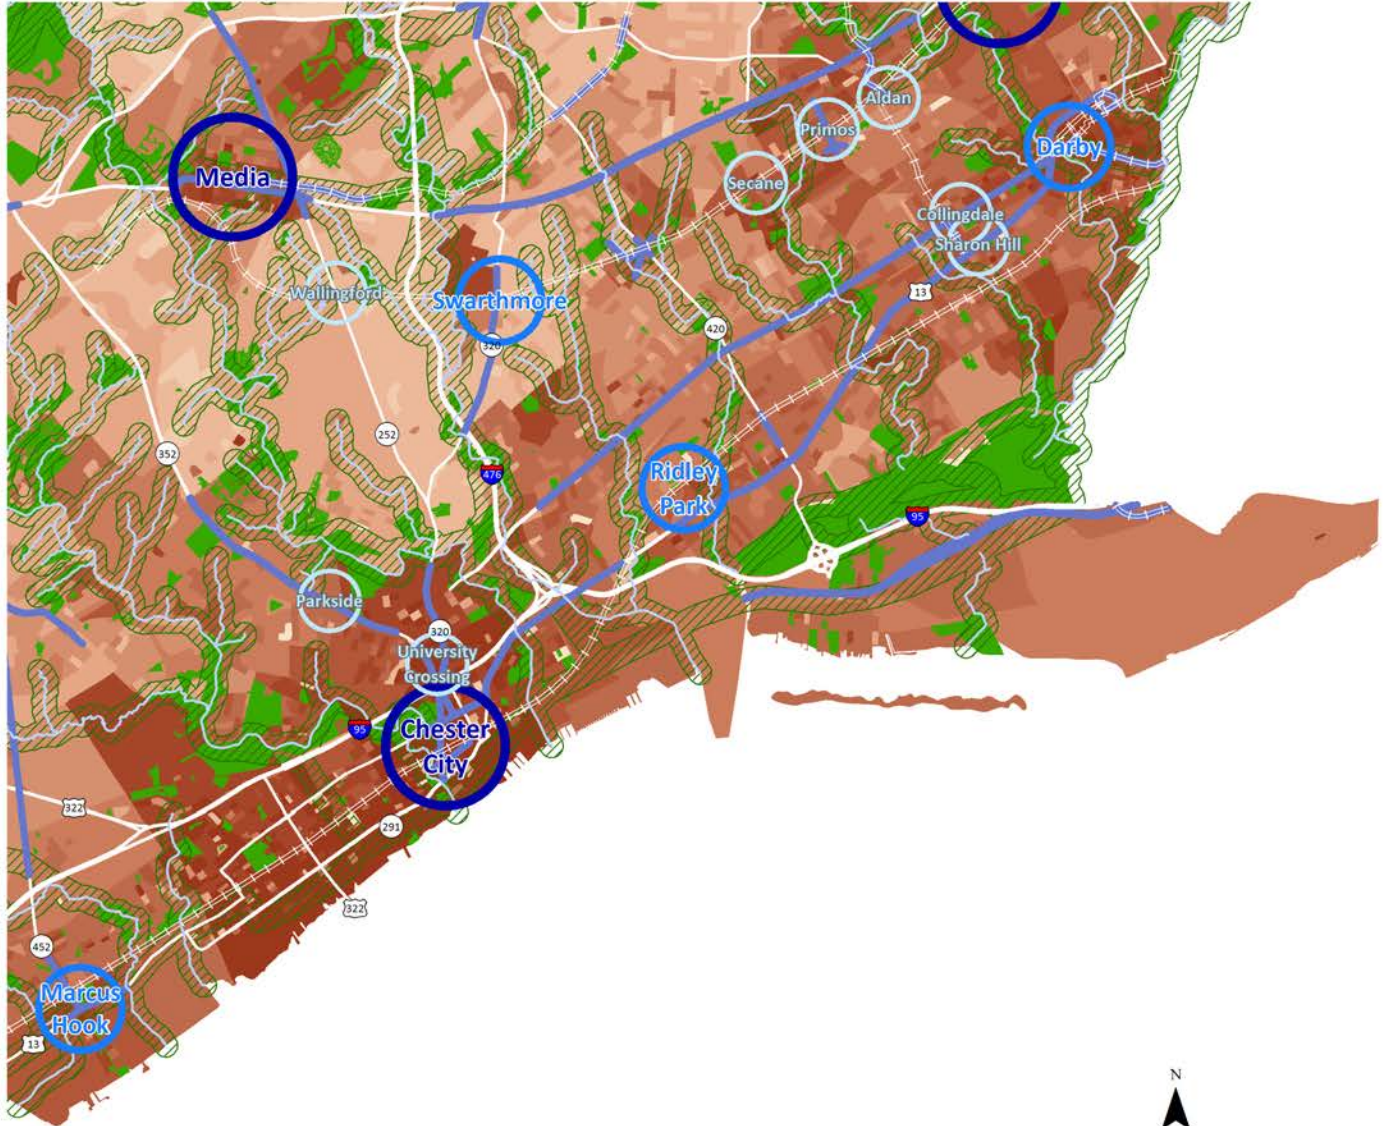 Aldan
Primos
Darby
Media
Secane
Collingdale
Sharon Hill
Wallingford
13
Swarthmore
420
320
252
352
476
Ridley
Park
95
Parkside
320
University
Crossing
95
Chester
City
322
291
322
452
Marcus
Hook
13
N